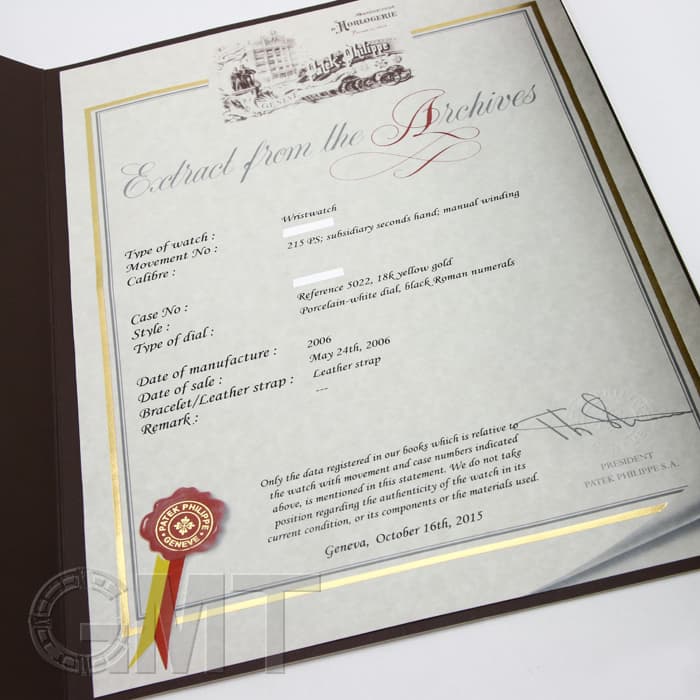 HORLOGERIE
Patek Philippe
GENÈVE
Extract from the Archives
Type of watch : Wristwatch
Movement No :
Calibre : 215 PS; subsidiary seconds hand; manual winding
Case No :
Style : Reference 5022, 18k yellow gold
Type of dial : Porcelain-white dial, black Roman numerals
Date of manufacture : 2006
Date of sale : May 24th, 2006
Bracelet/Leather strap : Leather strap
Remark : ---
Only the data registered in our books which is relative to
the watch with movement and case numbers indicated
above, is mentioned in this statement. We do not take
position regarding the authenticity of the watch in its
current condition, or its components or the materials used.
Geneva, October 16th, 2015
PRESIDENT
PATEK PHILIPPE S.A.
PATEK PHILIPPE
GENEVE
GMT